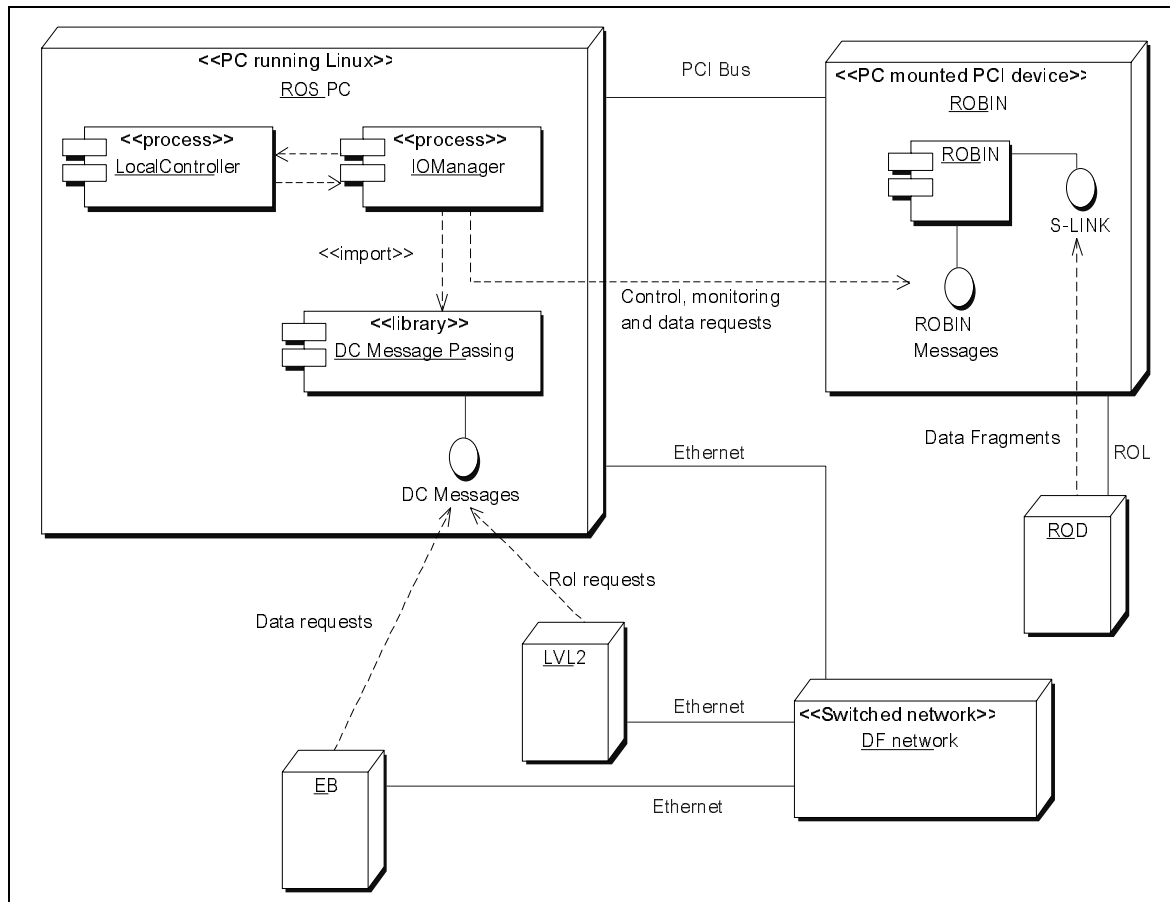 <<PC running Linux>>
ROS PC
<<process>>
LocalController
<<process>>
IOManager
<<import>>
<<library>>
DC Message Passing
DC Messages
PCI Bus
<<PC mounted PCI device>>
ROBIN
ROBIN
S-LINK
ROBIN
Messages
Control, monitoring
and data requests
Data Fragments
ROL
ROD
Ethernet
RoI requests
Data requests
LVL2
Ethernet
<<Switched network>>
DF network
EB
Ethernet